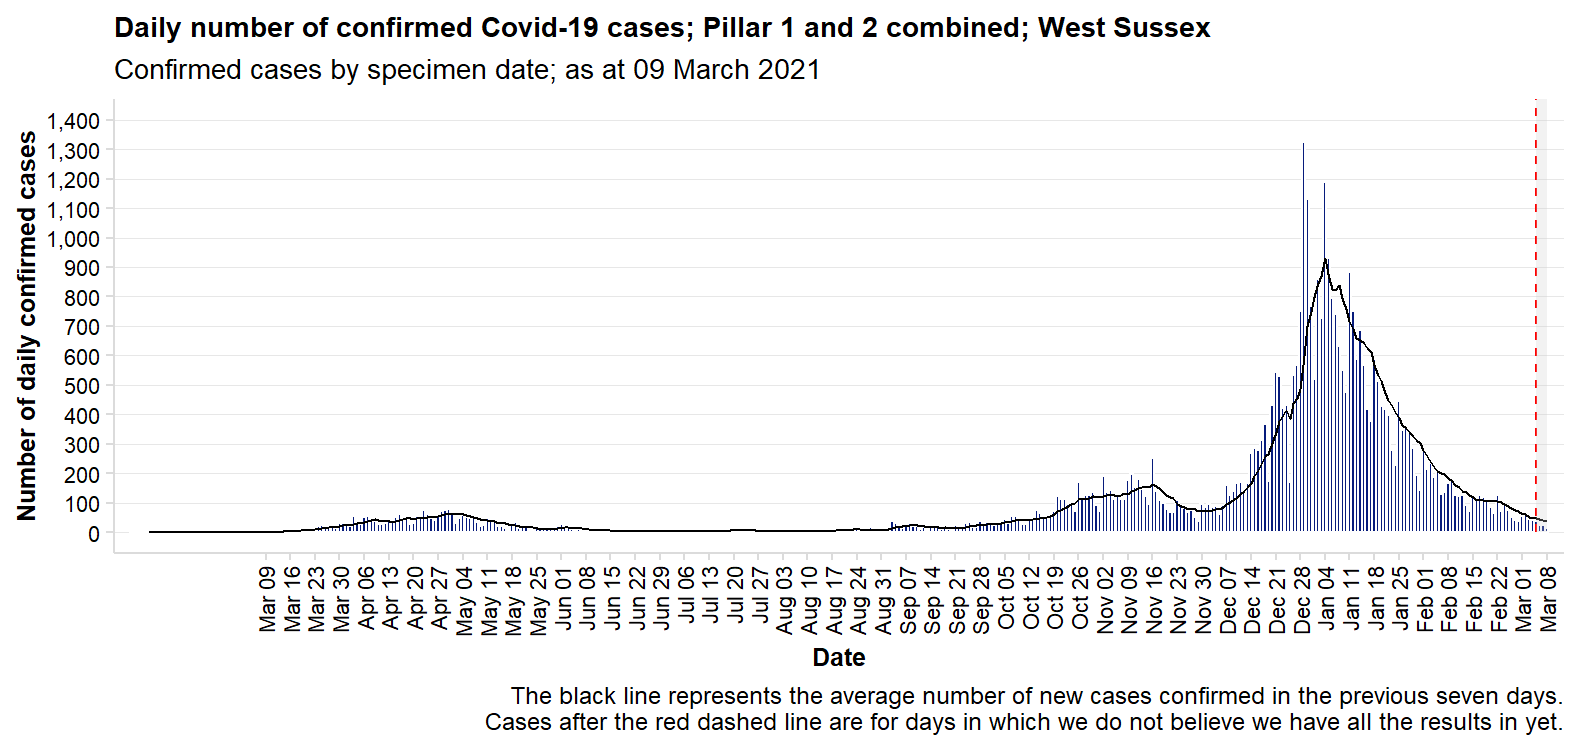 Daily number of confirmed Covid-19 cases; Pillar 1 and 2 combined; West Sussex
Confirmed cases by specimen date; as at 09 March 2021
Number of daily confirmed cases
1,400
1,300
1,200
1,100
1,000
900
800
700
600
500
400
300
200
100
0
Mar 09
Mar 16
Mar 23
Mar 30
Apr 06
Apr 13
Apr 20
Apr 27
May 04
May 11
May 18
May 25
Jun 01
Jun 08
Jun 15
Jun 22
Jun 29
Jul 06
Jul 13
Jul 20
Jul 27
Aug 03
Aug 10
Aug 17
Aug 24
Aug 31
Sep 07
Sep 14
Sep 21
Sep 28
Oct 05
Oct 12
Oct 19
Oct 26
Nov 02
Nov 09
Nov 16
Nov 23
Nov 30
Dec 07
Dec 14
Dec 21
Dec 28
Jan 04
Jan 11
Jan 18
Jan 25
Feb 01
Feb 08
Feb 15
Feb 22
Mar 01
Mar 08
Date
The black line represents the average number of new cases confirmed in the previous seven days.
Cases after the red dashed line are for days in which we do not believe we have all the results in yet.